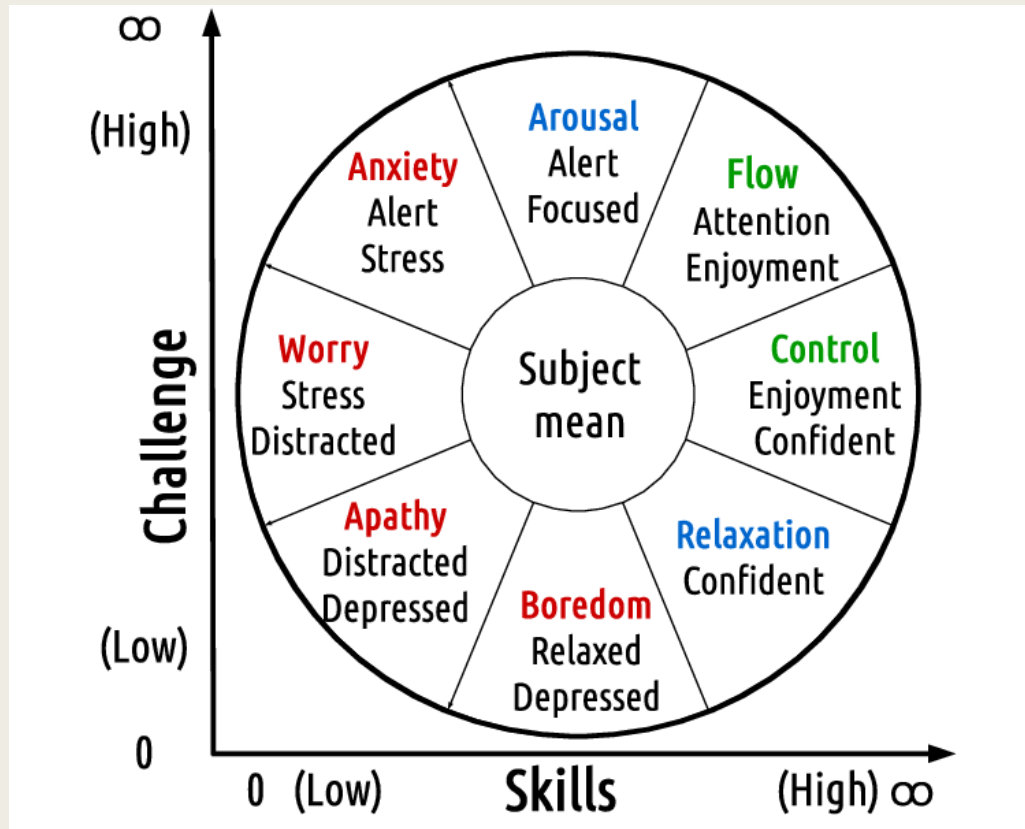 ∞
(High)
Challenge
(Low)
0
Arousal
Alert
Focused
Anxiety
Alert
Stress
Flow
Attention
Enjoyment
Worry
Stress
Distracted
Subject
mean
Control
Enjoyment
Confident
Apathy
Distracted
Depressed
Boredom
Relaxed
Depressed
Relaxation
Confident
0 (Low) Skills (High) ∞